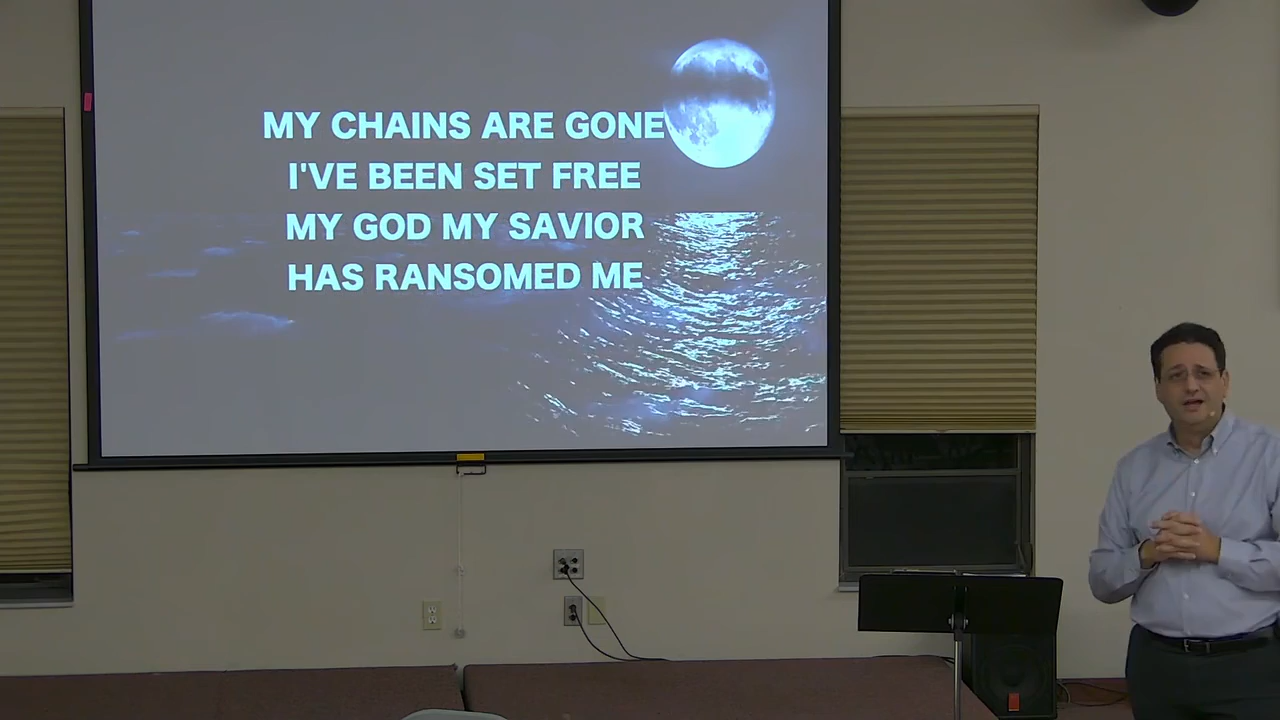 MY CHAINS ARE GONE
I'VE BEEN SET FREE
MY GOD MY SAVIOR
HAS RANSOMED ME